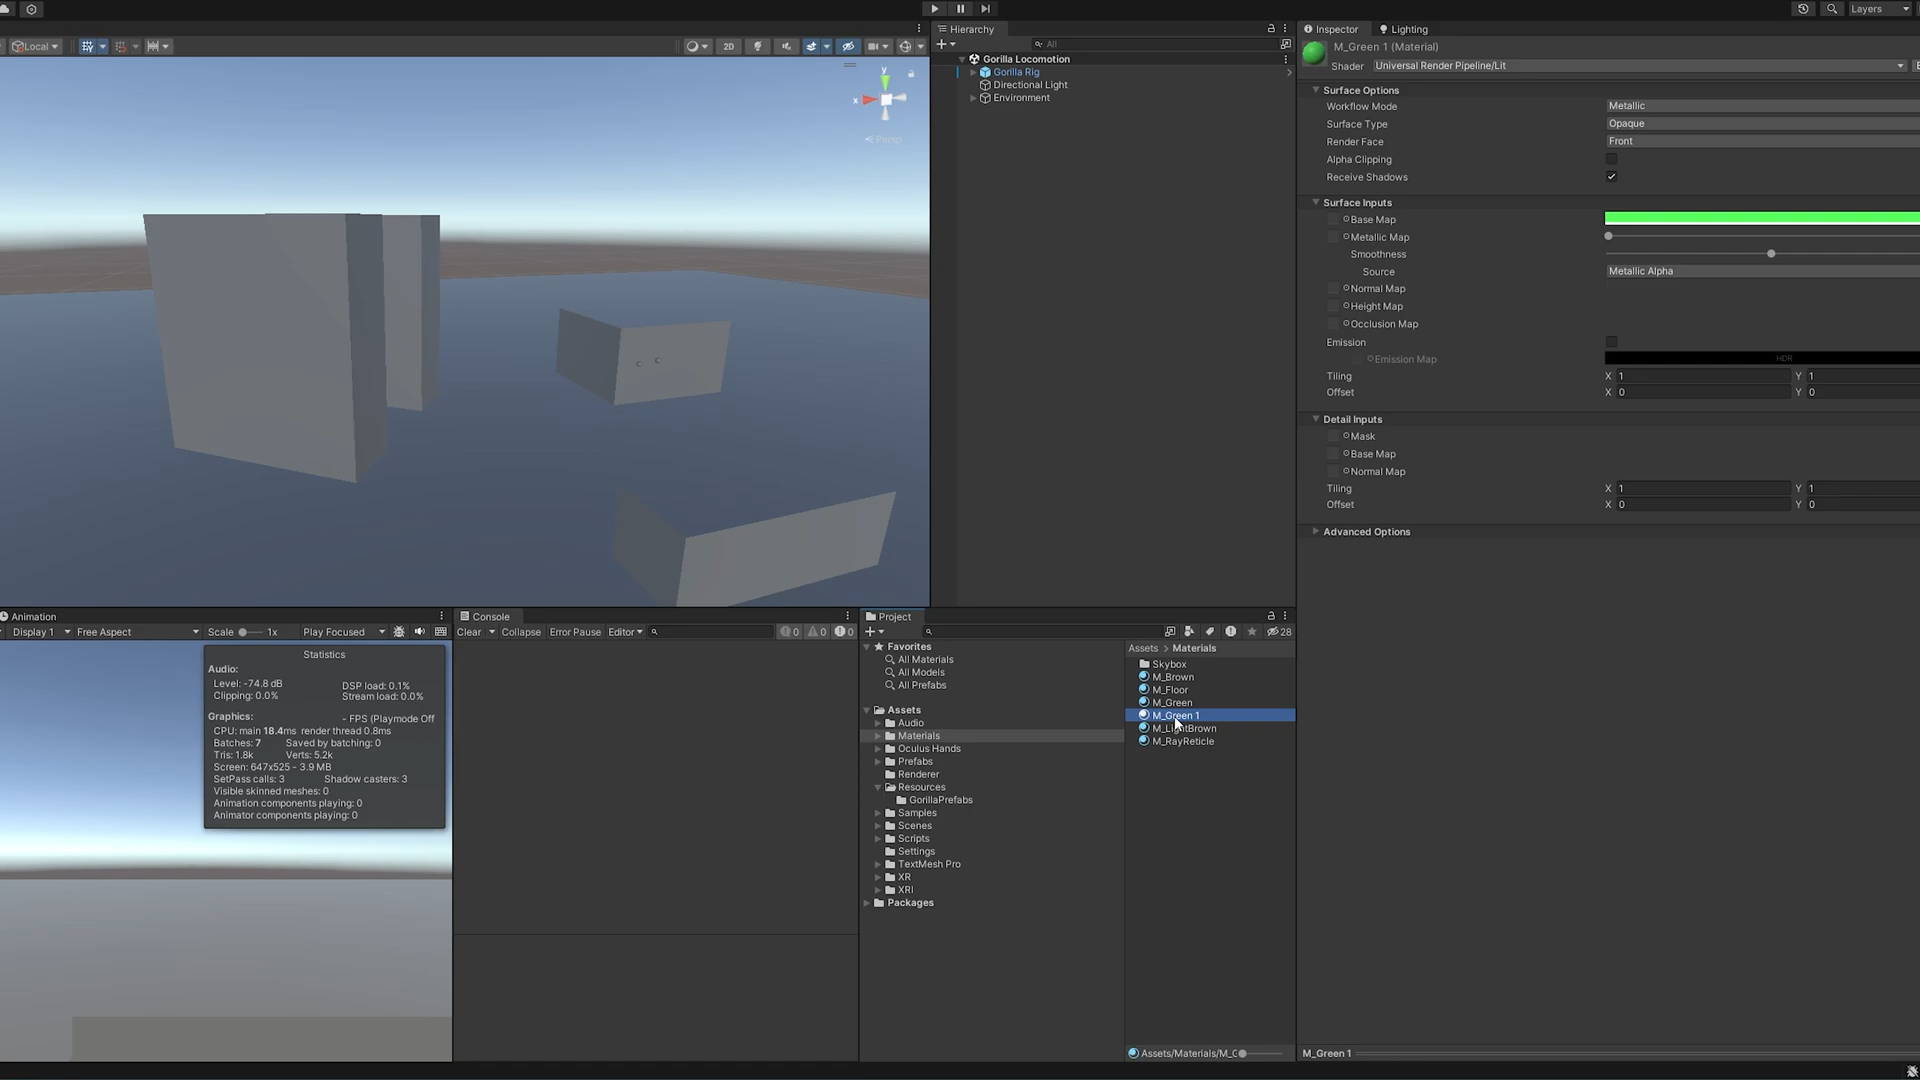 Layers
Local
2D
Hierarchy
All
Gorilla Locomotion
Gorilla Rig
Directional Light
Environment
y
x
Persp
Inspector
Lighting
M_Green 1 (Material)
Shader
Universal Render Pipeline/Lit
Surface Options
Workflow Mode
Metallic
Surface Type
Opaque
Render Face
Front
Alpha Clipping
Receive Shadows
Surface Inputs
Base Map
Metallic Map
Smoothness
Source
Metallic Alpha
Normal Map
Height Map
Occlusion Map
Emission
Emission Map
HDR
Tiling
X 1
Y 1
Offset
X 0
Y 0
Detail Inputs
Mask
Base Map
Normal Map
Tiling
X 1
Y 1
Offset
X 0
Y 0
Advanced Options
M_Green 1
Animation
Display 1
Free Aspect
Scale
1x
Play Focused
Statistics
Audio:
Level: -74.8 dB
DSP load: 0.1%
Clipping: 0.0%
Stream load: 0.0%
Graphics:
- FPS (Playmode Off
CPU: main 18.4ms render thread 0.8ms
Batches: 7
Saved by batching: 0
Tris: 1.8k
Verts: 5.2k
Screen: 647x525 - 3.9 MB
SetPass calls: 3
Shadow casters: 3
Visible skinned meshes: 0
Animation components playing: 0
Animator components playing: 0
Console
Clear
Collapse
Error Pause
Editor
0
0
0
Project
28
Favorites
All Materials
All Models
All Prefabs
Assets
Audio
Materials
Oculus Hands
Prefabs
Renderer
Resources
GorillaPrefabs
Samples
Scenes
Scripts
Settings
TextMesh Pro
XR
XRI
Packages
Assets > Materials
Skybox
M_Brown
M_Floor
M_Green
M_Green 1
M_LightBrown
M_RayReticle
Assets/Materials/M_G